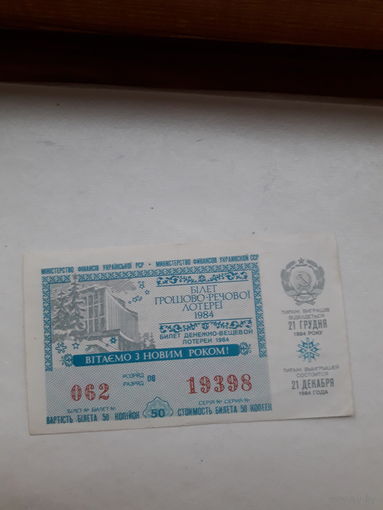 МІНІСТЕРСТВО ФІНАНСІВ УКРАЇНСЬКОЇ РСР • МИНИСТЕРСТВО ФИНАНСОВ УКРАИНСКОЙ ССР
БІЛЕТ
ГРОШОВО-РЕЧОВОЇ
ЛОТЕРЕЇ
1984
БИЛЕТ ДЕНЕЖНО-ВЕЩЕВОЙ
ЛОТЕРЕИ 1984
ВІТАЄМО З НОВИМ РОКОМ!
РОЗРЯД
РАЗРЯД 06
062
19398
БІЛЕТ № БИЛЕТ №
СЕРІЯ № СЕРИЯ №
ВАРТІСТЬ БІЛЕТА 50 КОПІЙОК 50 СТОИМОСТЬ БИЛЕТА 50 КОПЕЕК
ТИРАЖ ВИГРАШІВ
ВІДБУДЕТЬСЯ
21 ГРУДНЯ
1984 РОКУ
ТИРАЖ ВЫИГРЫШЕЙ
СОСТОИТСЯ
21 ДЕКАБРЯ
1984 ГОДА